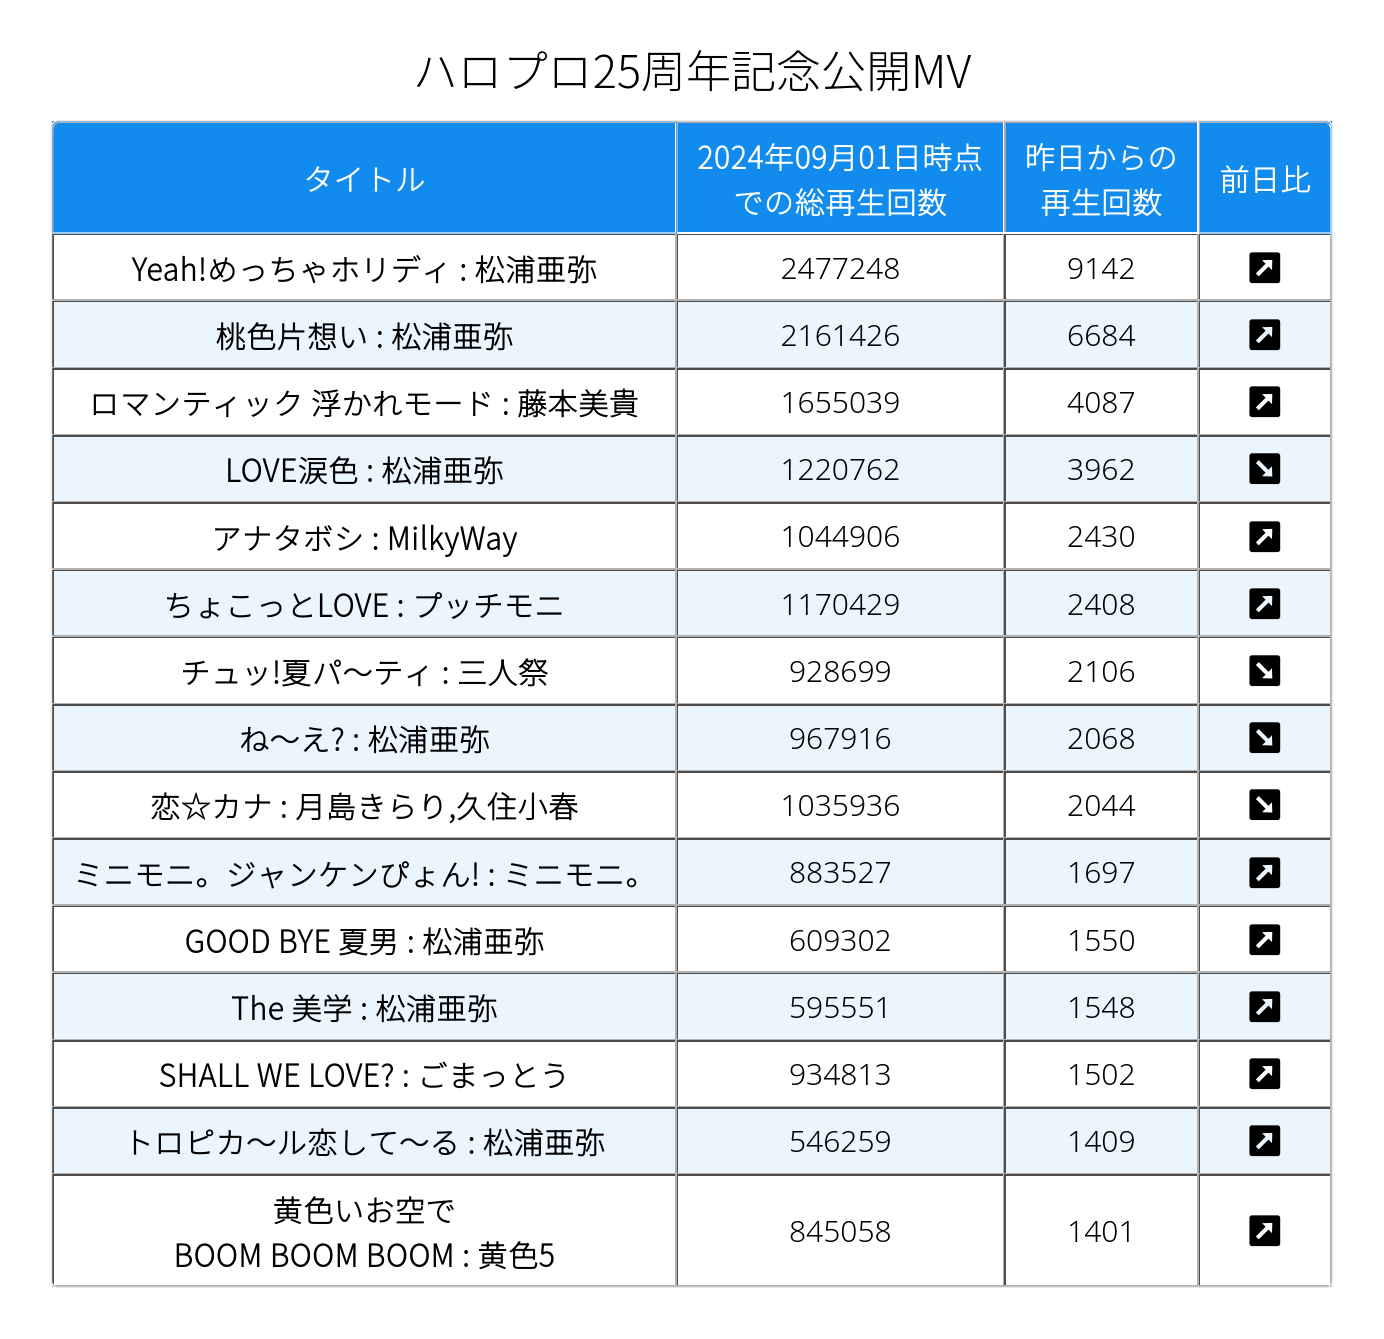 ハロプロ25周年記念公開MV
タイトル 2024年09月01日時点での総再生回数 昨日からの再生回数 前日比
Yeah!めっちゃホリディ : 松浦亜弥 2477248 9142 ↗
桃色片想い : 松浦亜弥 2161426 6684 ↗
ロマンティック 浮かれモード : 藤本美貴 1655039 4087 ↗
LOVE涙色 : 松浦亜弥 1220762 3962 ↘
アナタボシ : MilkyWay 1044906 2430 ↗
ちょこっとLOVE : プッチモニ 1170429 2408 ↗
チュッ!夏パ〜ティ : 三人祭 928699 2106 ↘
ね〜え? : 松浦亜弥 967916 2068 ↘
恋☆カナ : 月島きらり,久住小春 1035936 2044 ↘
ミニモニ。ジャンケンぴょん! : ミニモニ。 883527 1697 ↗
GOOD BYE 夏男 : 松浦亜弥 609302 1550 ↗
The 美学 : 松浦亜弥 595551 1548 ↗
SHALL WE LOVE? : ごまっとう 934813 1502 ↗
トロピカ〜ル恋して〜る : 松浦亜弥 546259 1409 ↗
黄色いお空で
BOOM BOOM BOOM : 黄色5 845058 1401 ↗